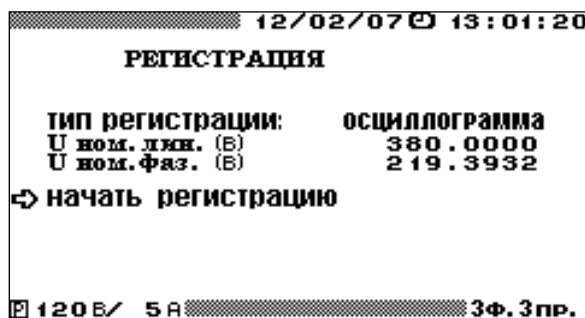 12/02/07 13:01:20
РЕГИСТРАЦИЯ
тип регистрации: осциллограмма
U ном.лин. (В) 380.0000
U ном.фаз. (В) 219.3932
начать регистрацию
P 120В/ 5А 3Ф.3пр.